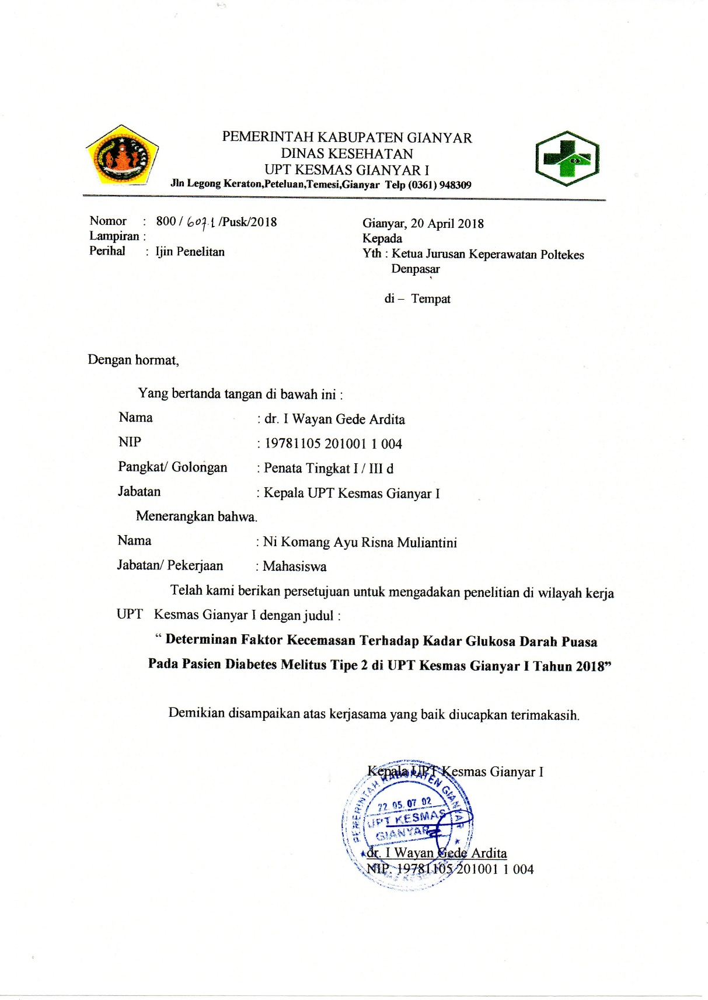 PEMERINTAH KABUPATEN GIANYAR
DINAS KESEHATAN
UPT KESMAS GIANYAR I
Jln Legong Keraton,Peteluan,Temesi,Gianyar Telp (0361) 948309
Nomor : 800 / 607.1 /Pusk/2018
Lampiran :
Perihal : Ijin Penelitan
Gianyar, 20 April 2018
Kepada
Yth : Ketua Jurusan Keperawatan Poltekes
Denpasar
di – Tempat
Dengan hormat,
Yang bertanda tangan di bawah ini :
Nama : dr. I Wayan Gede Ardita
NIP : 19781105 201001 1 004
Pangkat/ Golongan : Penata Tingkat I / III d
Jabatan : Kepala UPT Kesmas Gianyar I
Menerangkan bahwa.
Nama : Ni Komang Ayu Risna Muliantini
Jabatan/ Pekerjaan : Mahasiswa
Telah kami berikan persetujuan untuk mengadakan penelitian di wilayah kerja
UPT Kesmas Gianyar I dengan judul :
“ Determinan Faktor Kecemasan Terhadap Kadar Glukosa Darah Puasa
Pada Pasien Diabetes Melitus Tipe 2 di UPT Kesmas Gianyar I Tahun 2018”
Demikian disampaikan atas kerjasama yang baik diucapkan terimakasih.
Kepala UPT Kesmas Gianyar I
PEMERINTAH KABUPATEN GIANYAR
22.05.07.02
UPT KESMAS
GIANYAR
dr. I Wayan Gede Ardita
NIP. 19781105 201001 1 004